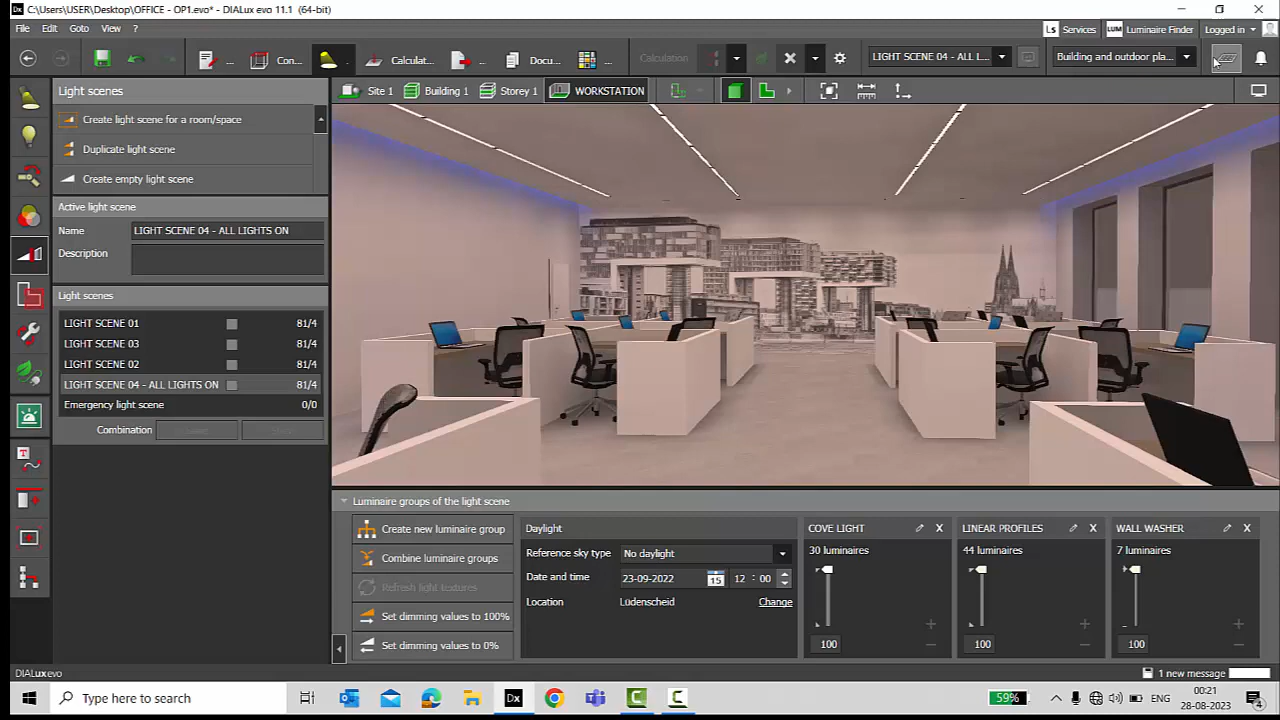 C:\Users\USER\Desktop\OFFICE - OP1.evo* - DIALux evo 11.1 (64-bit)
File Edit Goto View ?
Services Luminaire Finder Logged in
... Con... Calculat... ... Docu... ... Calculation LIGHT SCENE 04 - ALL L... Building and outdoor pla...
Light scenes
Site 1 Building 1 Storey 1 WORKSTATION
Create light scene for a room/space
Duplicate light scene
Create empty light scene
Active light scene
Name LIGHT SCENE 04 - ALL LIGHTS ON
Description
Light scenes
LIGHT SCENE 01 81/4
LIGHT SCENE 03 81/4
LIGHT SCENE 02 81/4
LIGHT SCENE 04 - ALL LIGHTS ON 81/4
Emergency light scene 0/0
Combination
Luminaire groups of the light scene
Create new luminaire group
Combine luminaire groups
Refresh light textures
Set dimming values to 100%
Set dimming values to 0%
Daylight
Reference sky type No daylight
Date and time 23-09-2022 15 12 : 00
Location Lüdenscheid Change
COVE LIGHT
30 luminaires
100
LINEAR PROFILES
44 luminaires
100
WALL WASHER
7 luminaires
100
DIALux evo
1 new message
Type here to search
59%
ENG
00:21
28-08-2023
4